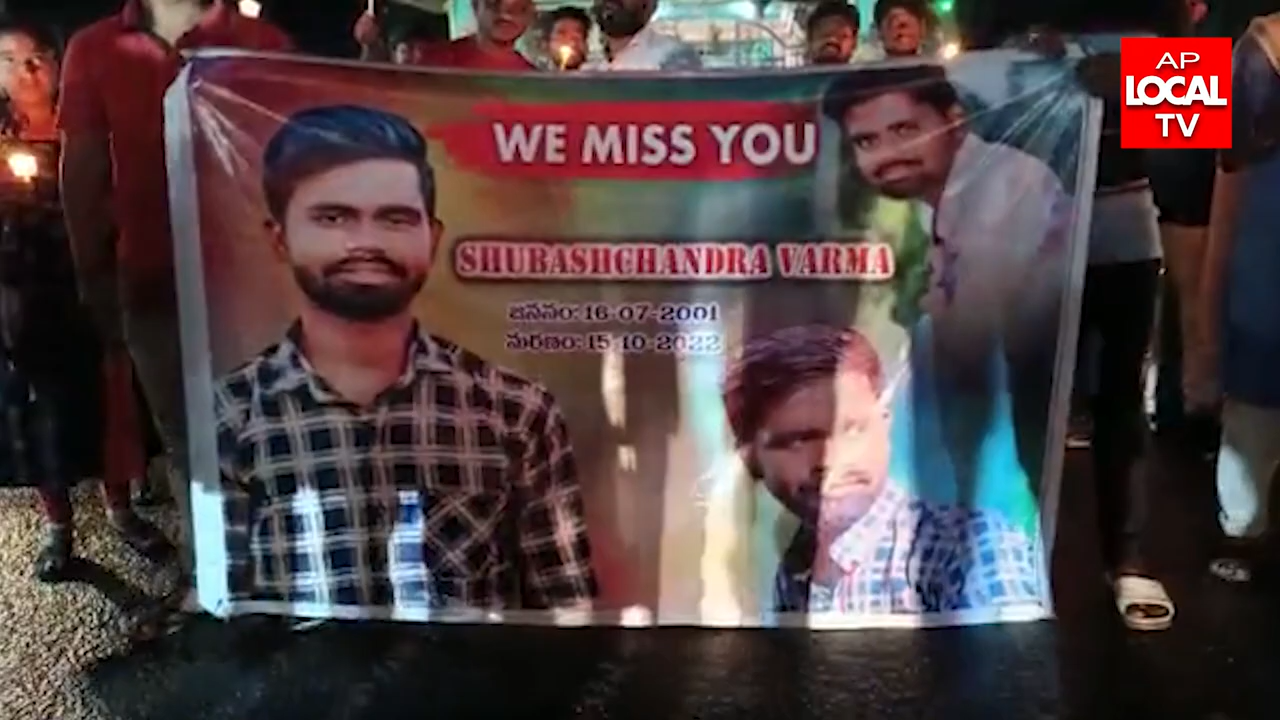 AP
LOCAL
TV
WE MISS YOU
SHUBASHCHANDRA VARMA
జననం: 16-07-2001
మరణం: 15-10-2022